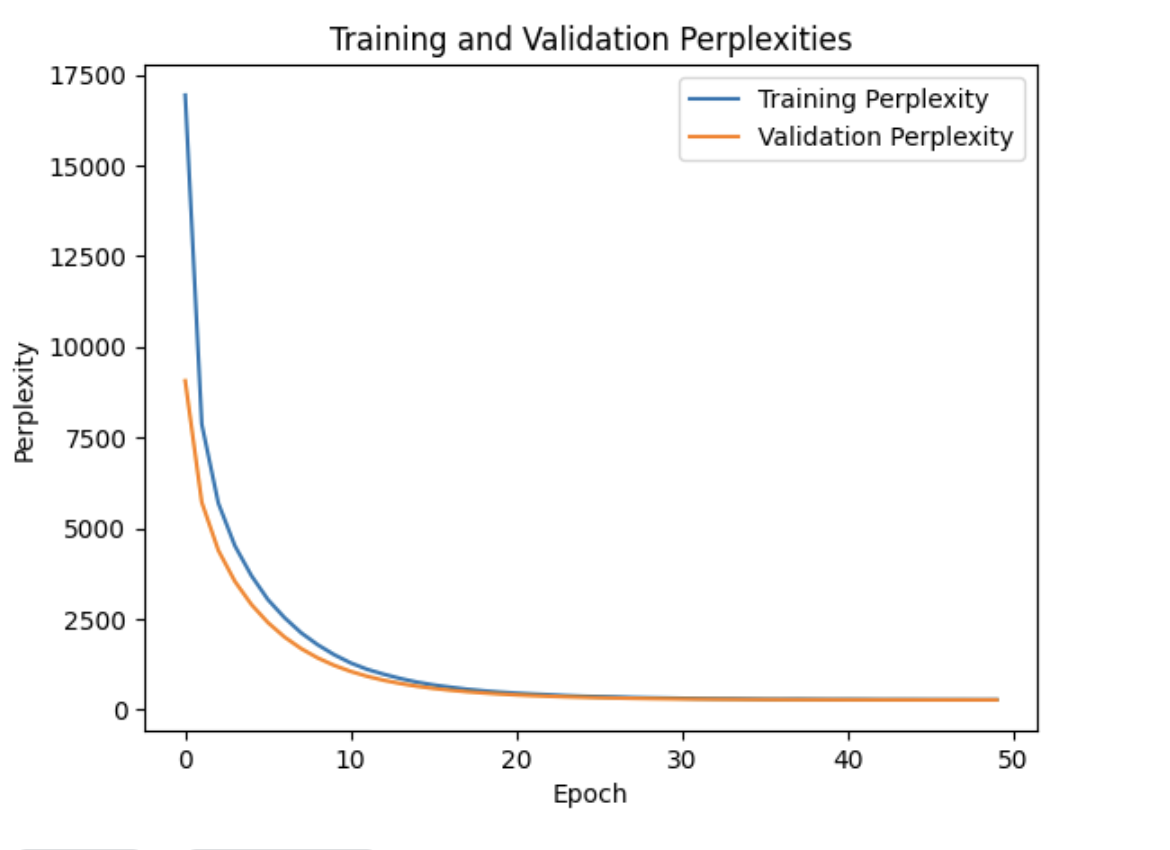 Training and Validation Perplexities
17500
15000
12500
10000
7500
5000
2500
0
Perplexity
Training Perplexity
Validation Perplexity
0 10 20 30 40 50
Epoch